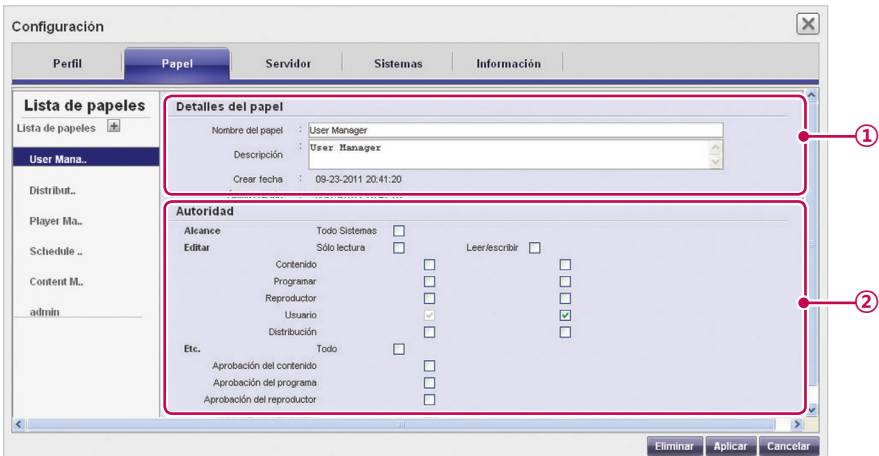 Configuración
Perfil Papel Servidor Sistemas Información
Lista de papeles
Lista de papeles
User Mana..
Distribut..
Player Ma..
Schedule ..
Content M..
admin
Detalles del papel
Nombre del papel : User Manager
Descripción : User Manager
Crear fecha : 09-23-2011 20:41:20
①
Autoridad
Alcance Todo Sistemas
Editar Sólo lectura Leer/escribir
Contenido
Programar
Reproductor
Usuario
Distribución
Etc. Todo
Aprobación del contenido
Aprobación del programa
Aprobación del reproductor
②
Eliminar Aplicar Cancelar